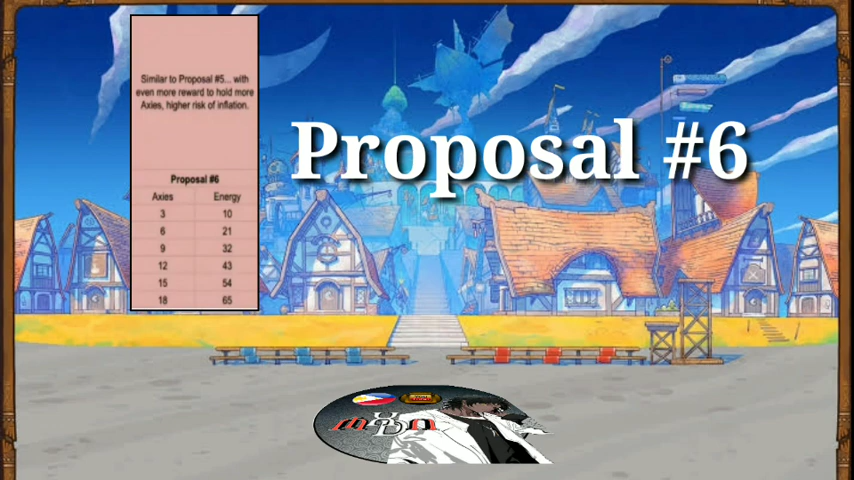 Similar to Proposal #5... with
even more reward to hold more
Axies, higher risk of inflation.
Proposal #6
Axies Energy
3 10
6 21
9 32
12 43
15 54
18 65
Proposal #6